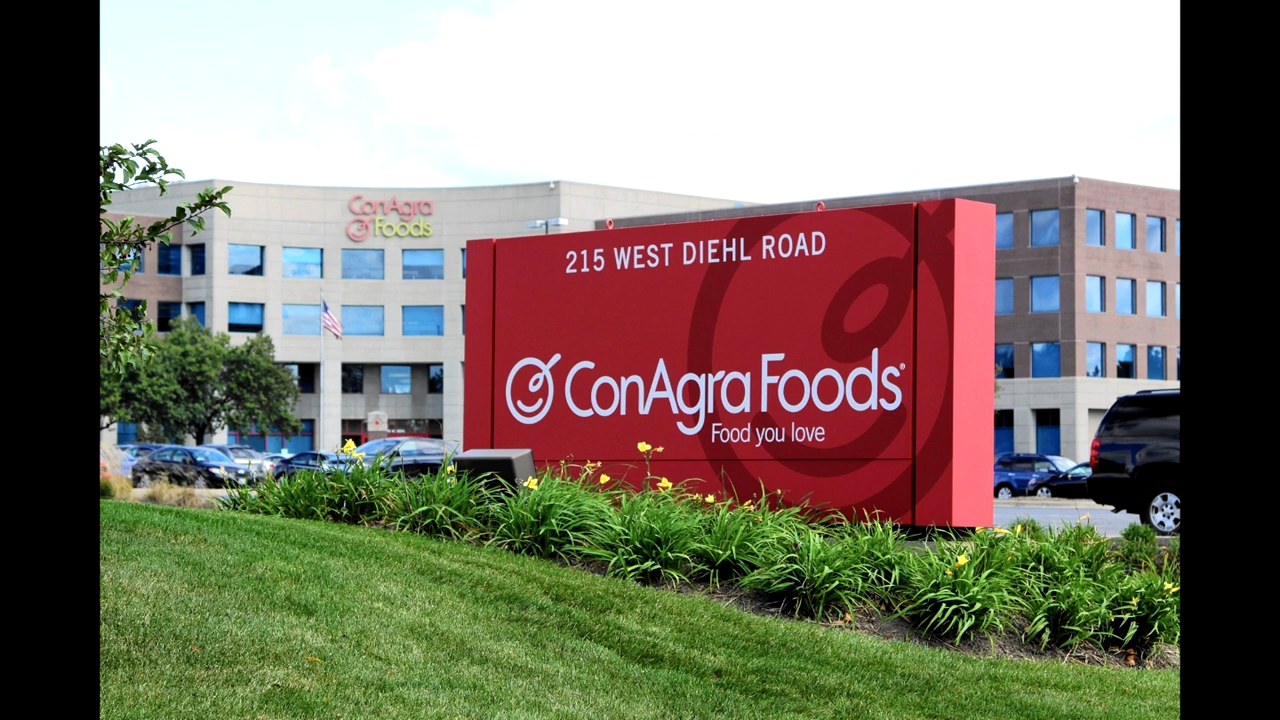 ConAgra
Foods
215 WEST DIEHL ROAD
ConAgra Foods®
Food you love